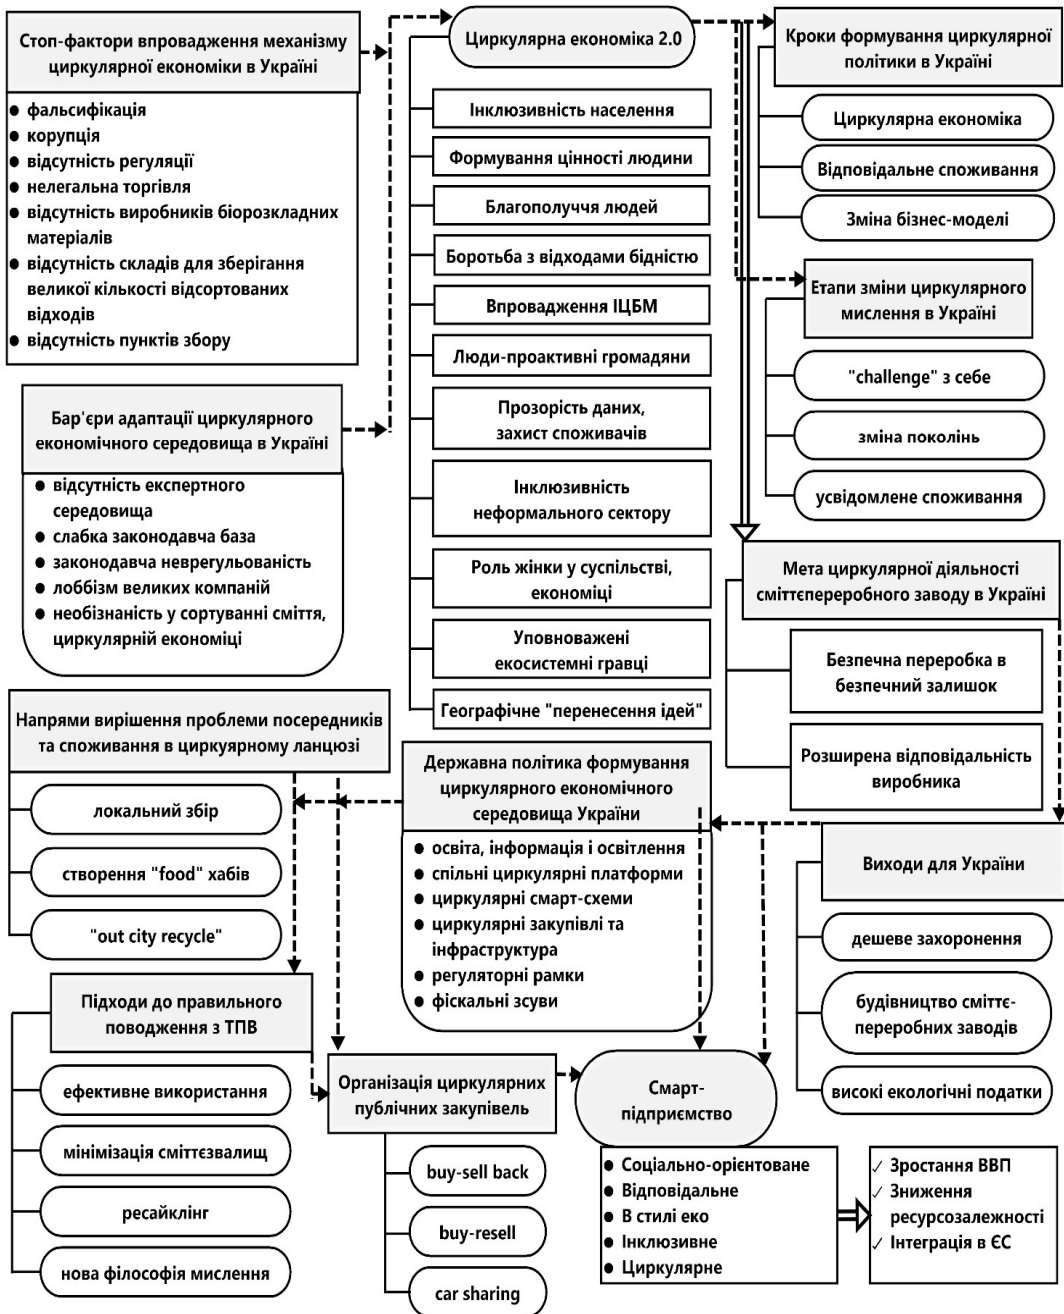 Стоп-фактори впровадження механізму
циркулярної економіки в Україні
● фальсифікація
● корупція
● відсутність регуляції
● нелегальна торгівля
● відсутність виробників біорозкладних
матеріалів
● відсутність складів для зберігання
великої кількості відсортованих
відходів
● відсутність пунктів збору
Бар'єри адаптації циркулярного
економічного середовища в Україні
● відсутність експертного
середовища
● слабка законодавча база
● законодавча неврегульованість
● лоббізм великих компаній
● необізнаність у сортуванні сміття,
циркулярній економіці
Циркулярна економіка 2.0
Інклюзивність населення
Формування цінності людини
Благополуччя людей
Боротьба з відходами бідністю
Впровадження ІЦБМ
Люди-проактивні громадяни
Прозорість даних,
захист споживачів
Інклюзивність
неформального сектору
Роль жінки у суспільстві,
економіці
Уповноважені
екосистемні гравці
Географічне "перенесення ідей"
Кроки формування циркулярної
політики в Україні
Циркулярна економіка
Відповідальне споживання
Зміна бізнес-моделі
Етапи зміни циркулярного
мислення в Україні
"challenge" з себе
зміна поколінь
усвідомлене споживання
Мета циркулярної діяльності
сміттєпереробного заводу в Україні
Безпечна переробка в
безпечний залишок
Розширена відповідальність
виробника
Напрями вирішення проблеми посередників
та споживання в циркуярному ланцюзі
локальний збір
створення "food" хабів
"out city recycle"
Державна політика формування
циркулярного економічного
середовища України
● освіта, інформація і освітлення
● спільні циркулярні платформи
● циркулярні смарт-схеми
● циркулярні закупівлі та
інфраструктура
● регуляторні рамки
● фіскальні зсуви
Виходи для України
дешеве захоронення
будівництво сміттє-
переробних заводів
високі екологічні податки
Підходи до правильного
поводження з ТПВ
ефективне використання
мінімізація сміттєзвалищ
ресайклінг
нова філософія мислення
Організація циркулярних
публічних закупівель
buy-sell back
buy-resell
car sharing
Смарт-
підприємство
● Соціально-орієнтоване
● Відповідальне
● В стилі еко
● Інклюзивне
● Циркулярне
✓ Зростання ВВП
✓ Зниження
ресурсозалежності
✓ Інтеграція в ЄС